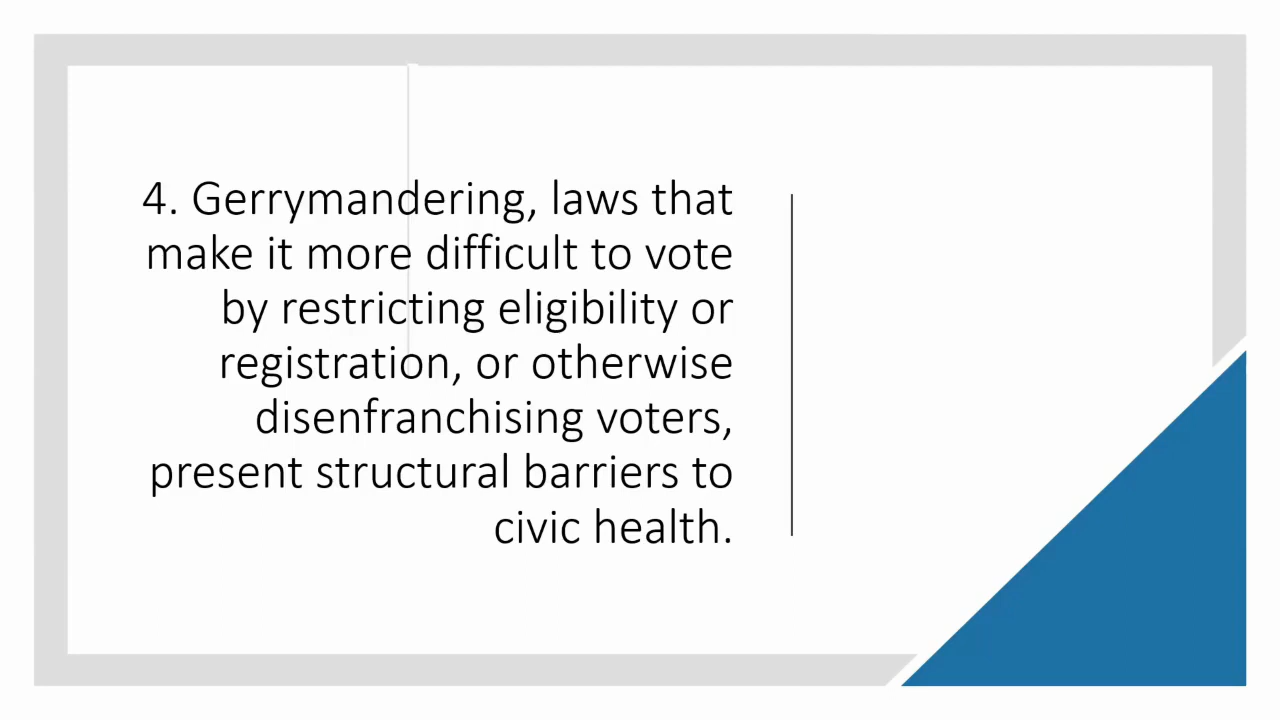 4. Gerrymandering, laws that
make it more difficult to vote
by restricting eligibility or
registration, or otherwise
disenfranchising voters,
present structural barriers to
civic health.